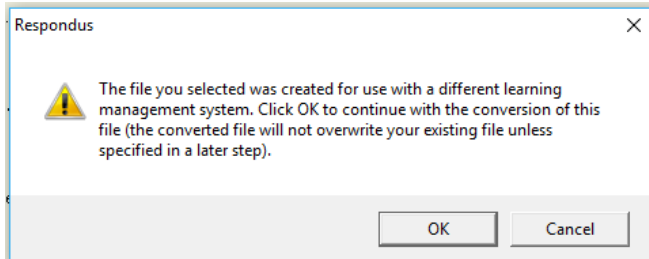 Respondus
The file you selected was created for use with a different learning
management system. Click OK to continue with the conversion of this
file (the converted file will not overwrite your existing file unless
specified in a later step).
OK Cancel